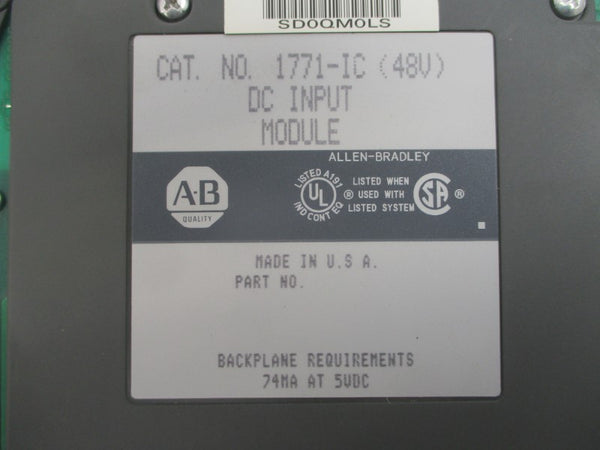 SD0QM0LS
CAT. NO. 1771-IC (48V)
DC INPUT
MODULE
ALLEN-BRADLEY
A-B
QUALITY
LISTED A191
UL
IND CONT EQ
®
LISTED WHEN
USED WITH
LISTED SYSTEM
SA
®
MADE IN U.S A.
PART NO.
BACKPLANE REQUIREMENTS
74MA AT 5VDC